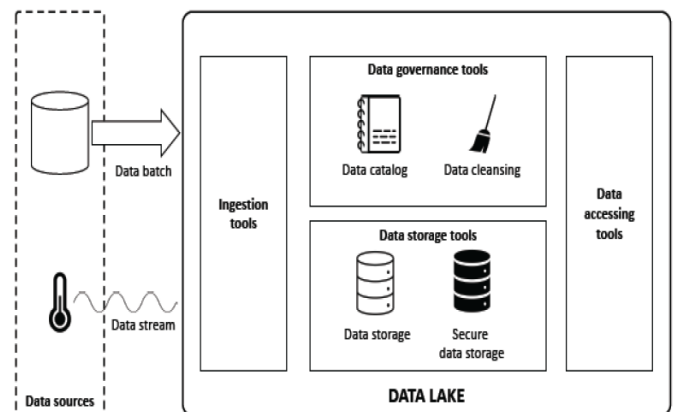 Data governance tools
Data catalog
Data cleansing
Data batch
Ingestion
tools
Data
accessing
tools
Data storage tools
Data stream
Data storage
Secure
data storage
Data sources
DATA LAKE